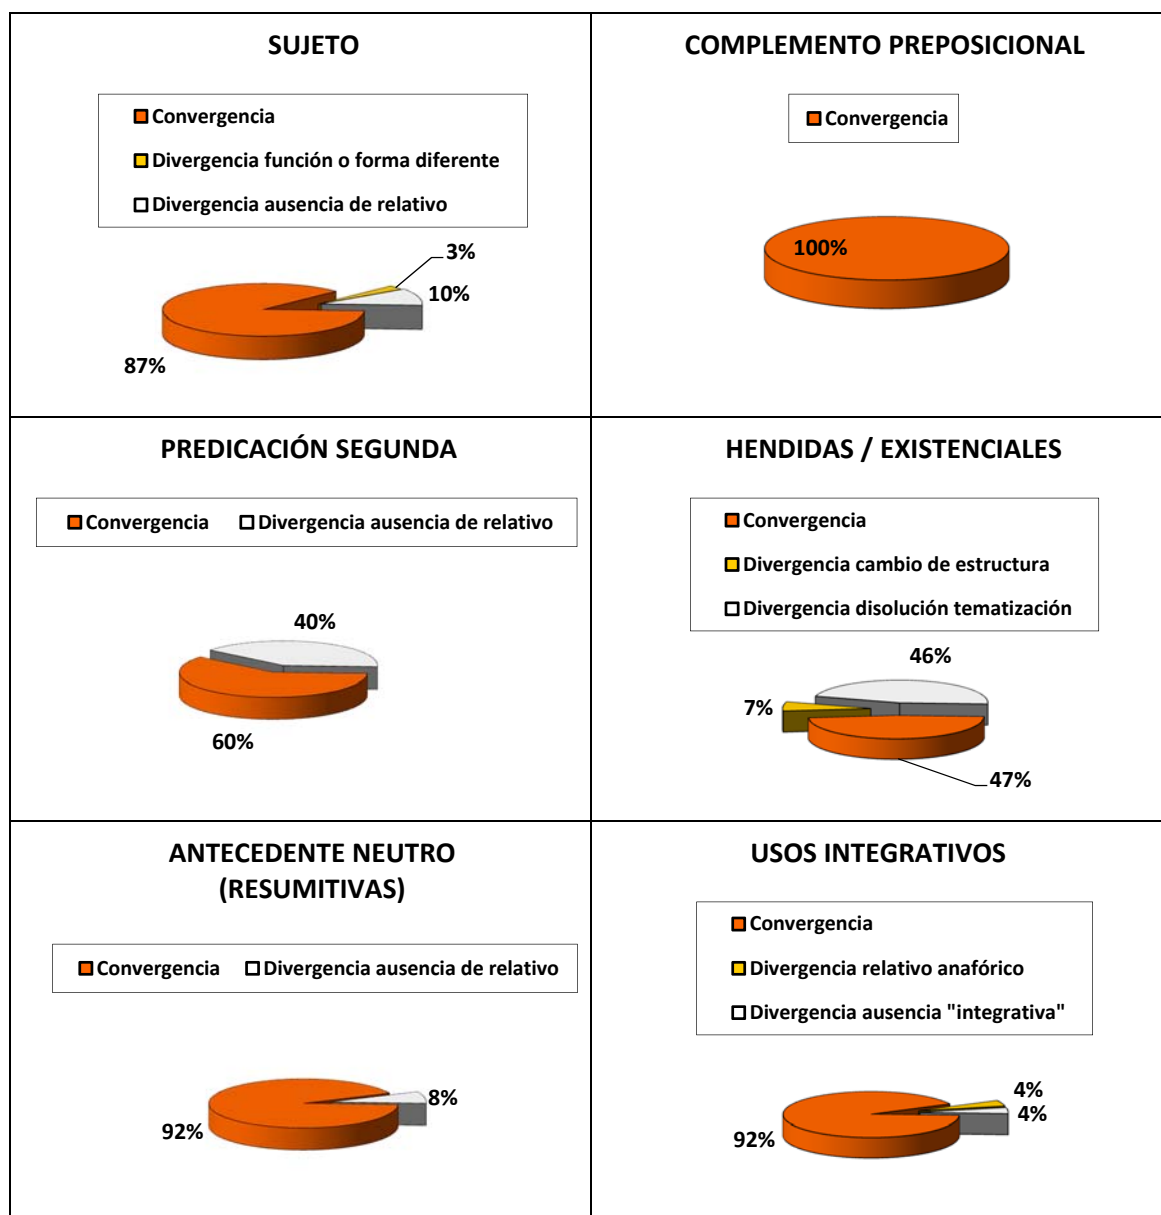 SUJETO
Convergencia
Divergencia función o forma diferente
Divergencia ausencia de relativo
3%
10%
87%
COMPLEMENTO PREPOSICIONAL
Convergencia
100%
PREDICACIÓN SEGUNDA
Convergencia Divergencia ausencia de relativo
40%
60%
HENDIDAS / EXISTENCIALES
Convergencia
Divergencia cambio de estructura
Divergencia disolución tematización
46%
7%
47%
ANTECEDENTE NEUTRO
(RESUMITIVAS)
Convergencia Divergencia ausencia de relativo
8%
92%
USOS INTEGRATIVOS
Convergencia
Divergencia relativo anafórico
Divergencia ausencia "integrativa"
4%
4%
92%